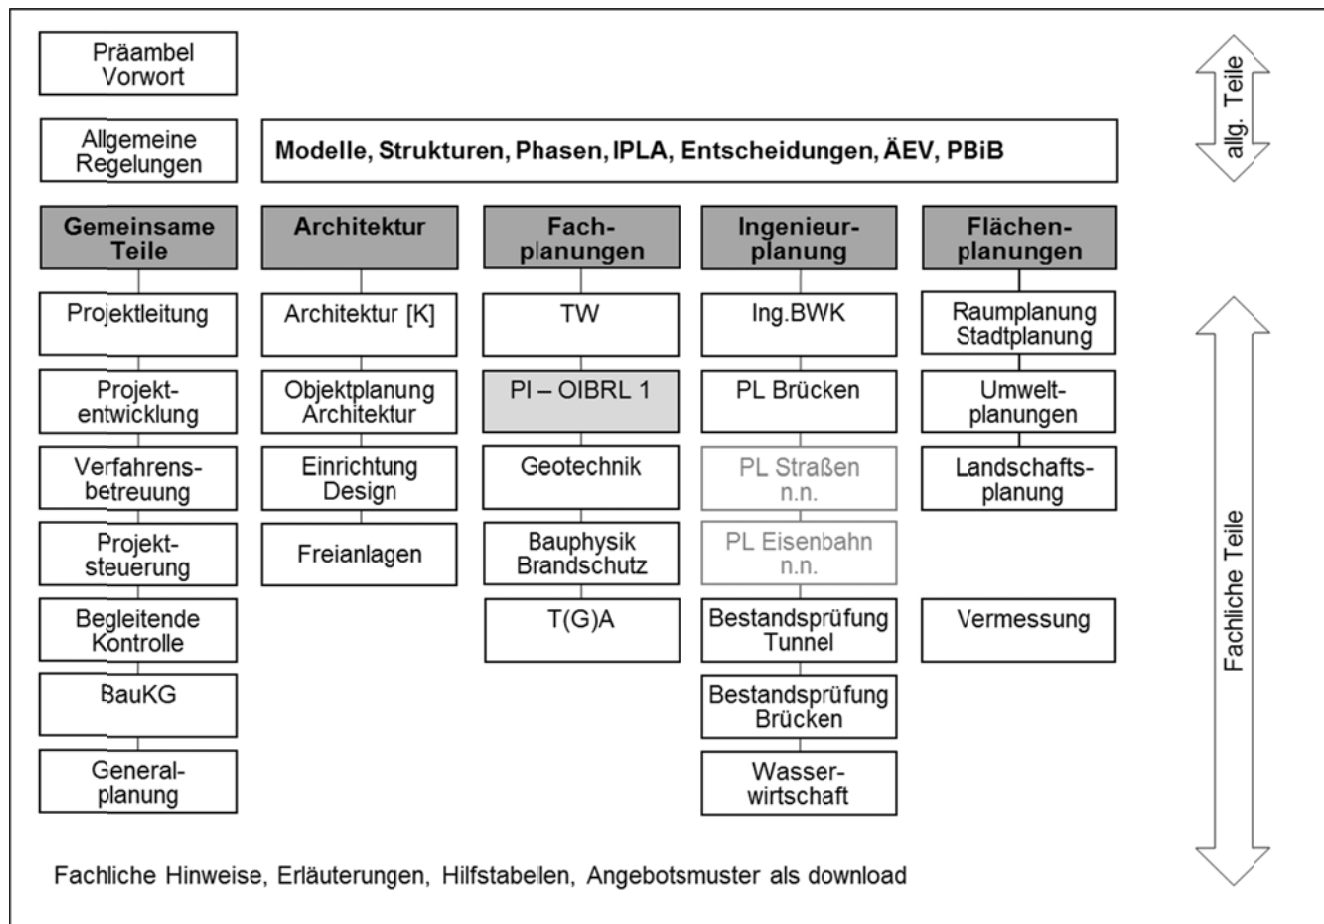 Präambel
Vorwort
allg. Teile
Allgemeine
Regelungen
Modelle, Strukturen, Phasen, IPLA, Entscheidungen, ÄEV, PBiB
Gemeinsame
Teile
Architektur
Fach-
planungen
Ingenieur-
planung
Flächen-
planungen
Projektleitung
Architektur [K]
TW
Ing.BWK
Raumplanung
Stadtplanung
Projekt-
entwicklung
Objektplanung
Architektur
PI – OIBRL 1
PL Brücken
Umwelt-
planungen
Verfahrens-
betreuung
Einrichtung
Design
Geotechnik
PL Straßen
n.n.
Landschafts-
planung
Projekt-
steuerung
Freianlagen
Bauphysik
Brandschutz
PL Eisenbahn
n.n.
Begleitende
Kontrolle
T(G)A
Bestandsprüfung
Tunnel
Vermessung
BauKG
Bestandsprüfung
Brücken
General-
planung
Wasser-
wirtschaft
Fachliche Teile
Fachliche Hinweise, Erläuterungen, Hilfstabelen, Angebotsmuster als download